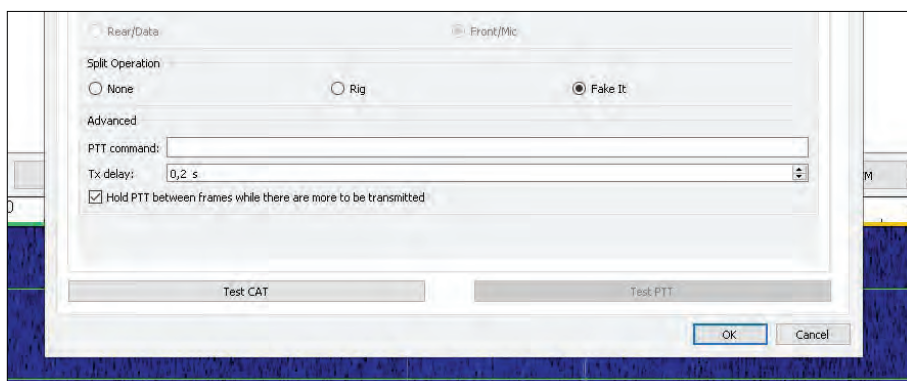 Rear/Data Front/Mic
Split Operation
None Rig Fake It
Advanced
PTT command:
Tx delay: 0,2 s
M
Hold PTT between frames while there are more to be transmitted
Test CAT Test PTT
OK Cancel